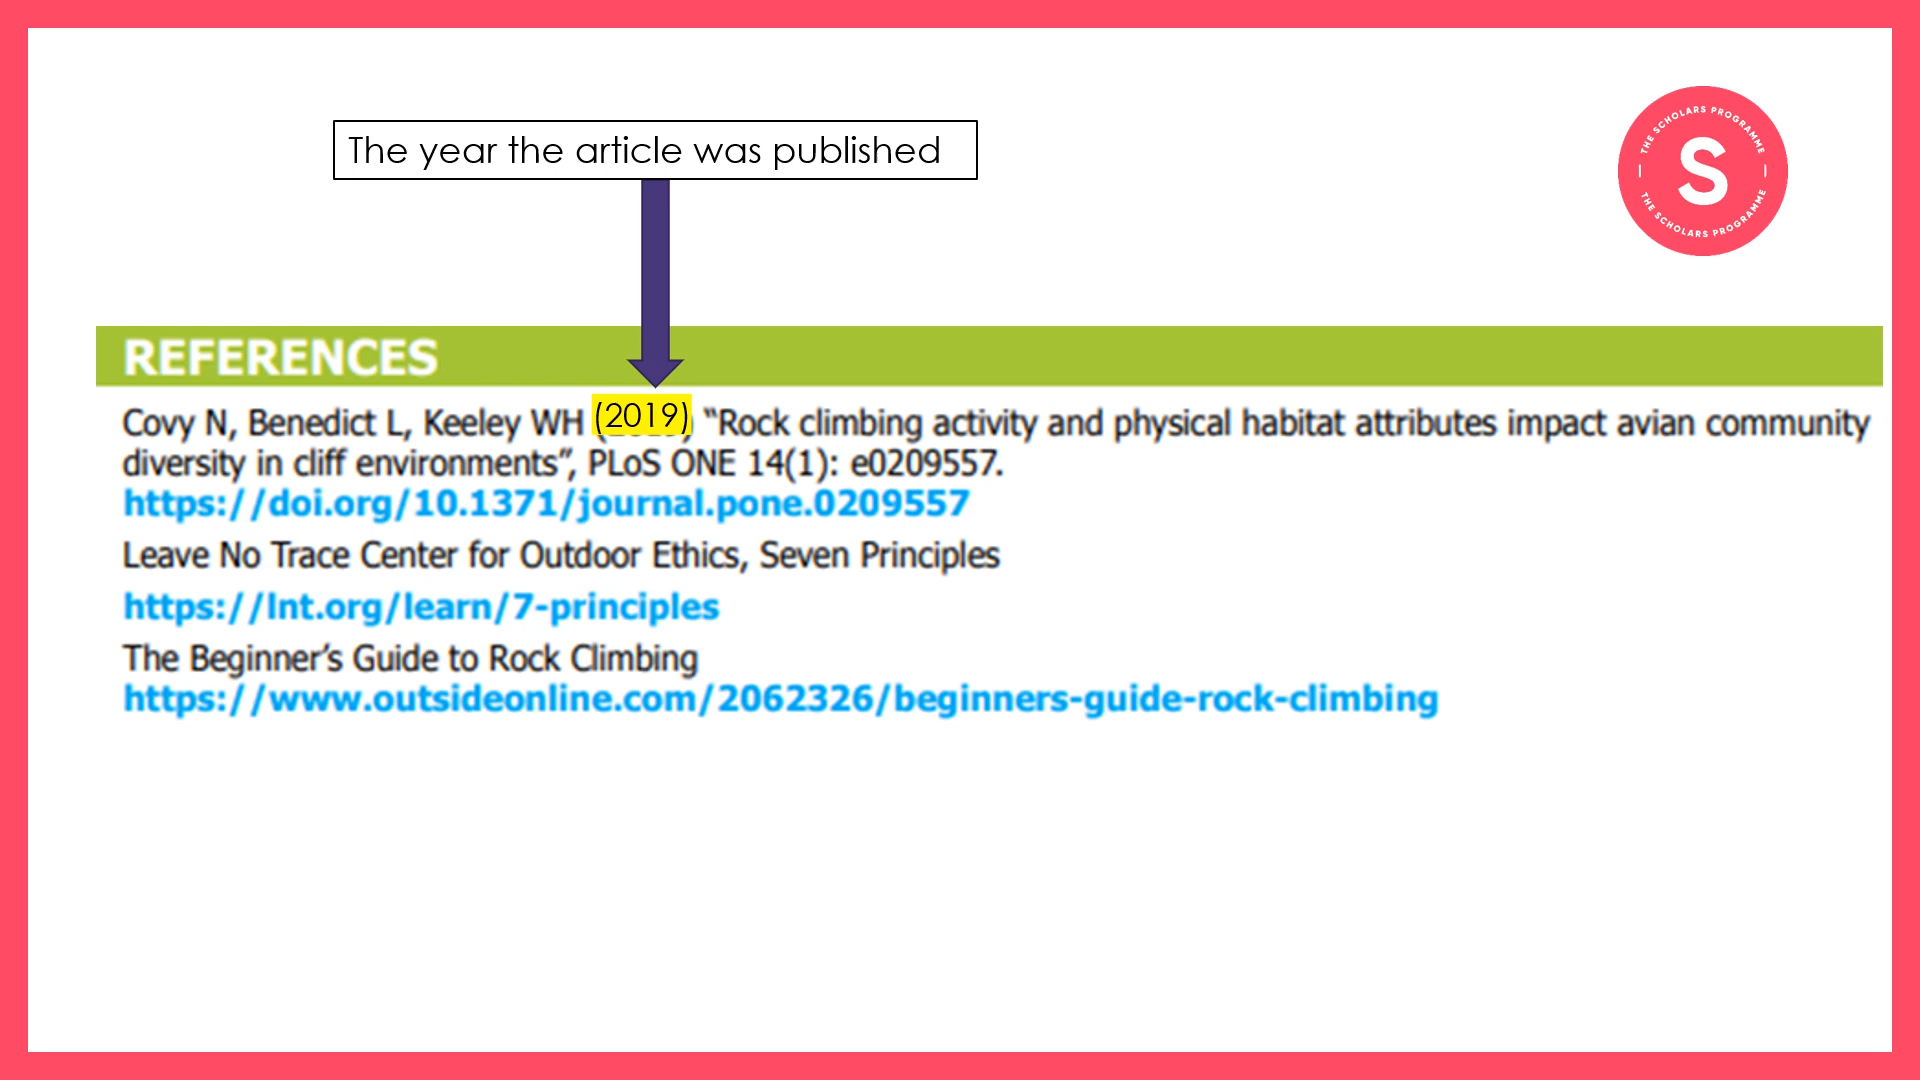 The year the article was published
THE SCHOLARS PROGRAMME
S
THE SCHOLARS PROGRAMME
REFERENCES
Covy N, Benedict L, Keeley WH (2019) “Rock climbing activity and physical habitat attributes impact avian community
diversity in cliff environments”, PLoS ONE 14(1): e0209557.
https://doi.org/10.1371/journal.pone.0209557
Leave No Trace Center for Outdoor Ethics, Seven Principles
https://lnt.org/learn/7-principles
The Beginner’s Guide to Rock Climbing
https://www.outsideonline.com/2062326/beginners-guide-rock-climbing